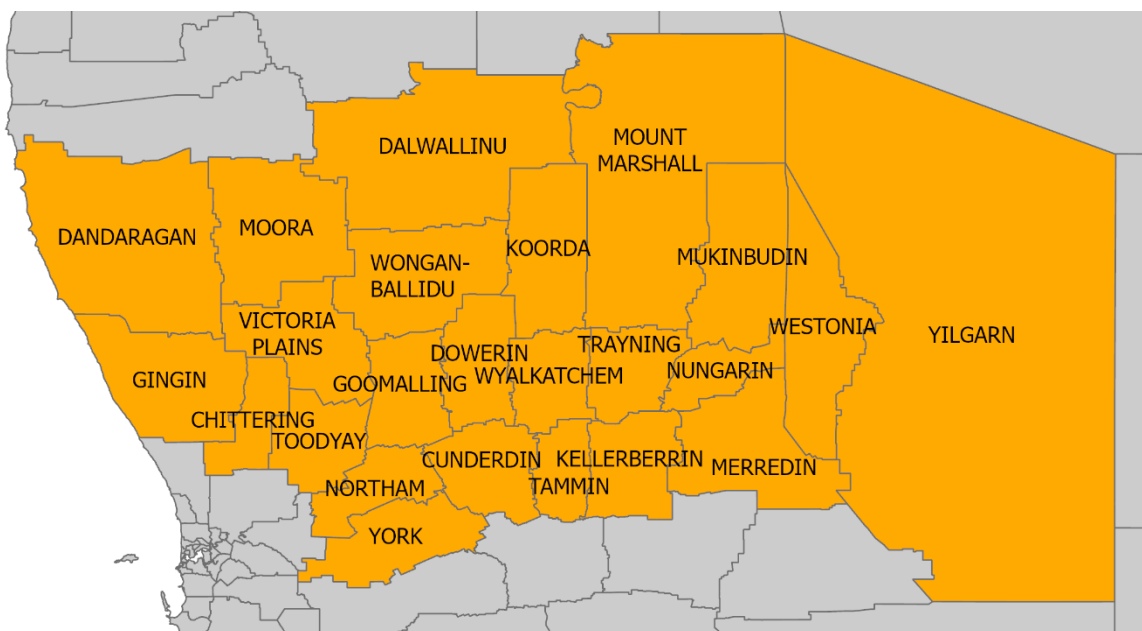 DALWALLINU
MOUNT
MARSHALL
DANDARAGAN
MOORA
KOORDA
MUKINBUDIN
WONGAN-
BALLIDU
VICTORIA
PLAINS
WESTONIA
YILGARN
DOWERIN
TRAYNING
GINGIN
GOOMALLING
WYALKATCHEM
NUNGARIN
CHITTERING
TOODYAY
CUNDERDIN
KELLERBERRIN
MERREDIN
NORTHAM
TAMMIN
YORK